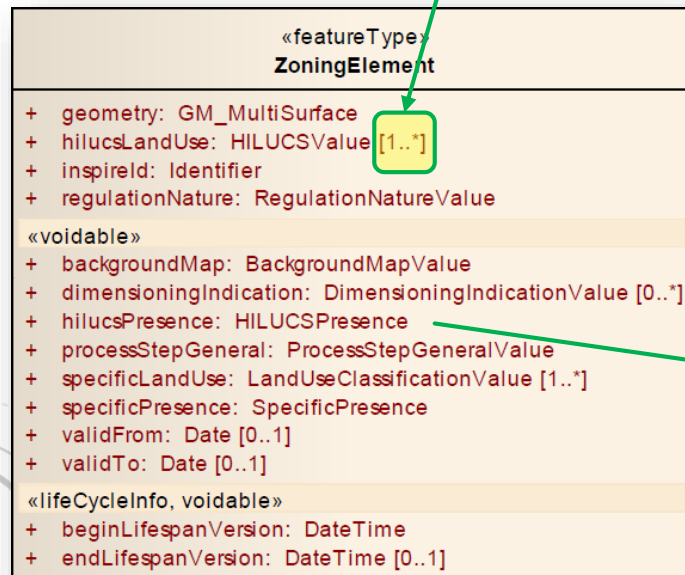 «featureType»
ZoningElement
+ geometry: GM_MultiSurface
+ hilucsLandUse: HILUCSValue [1..*]
+ inspireId: Identifier
+ regulationNature: RegulationNatureValue
«voidable»
+ backgroundMap: BackgroundMapValue
+ dimensioningIndication: DimensioningIndicationValue [0..*]
+ hilucsPresence: HILUCSPresence
+ processStepGeneral: ProcessStepGeneralValue
+ specificLandUse: LandUseClassificationValue [1..*]
+ specificPresence: SpecificPresence
+ validFrom: Date [0..1]
+ validTo: Date [0..1]
«lifeCycleInfo, voidable»
+ beginLifespanVersion: DateTime
+ endLifespanVersion: DateTime [0..1]